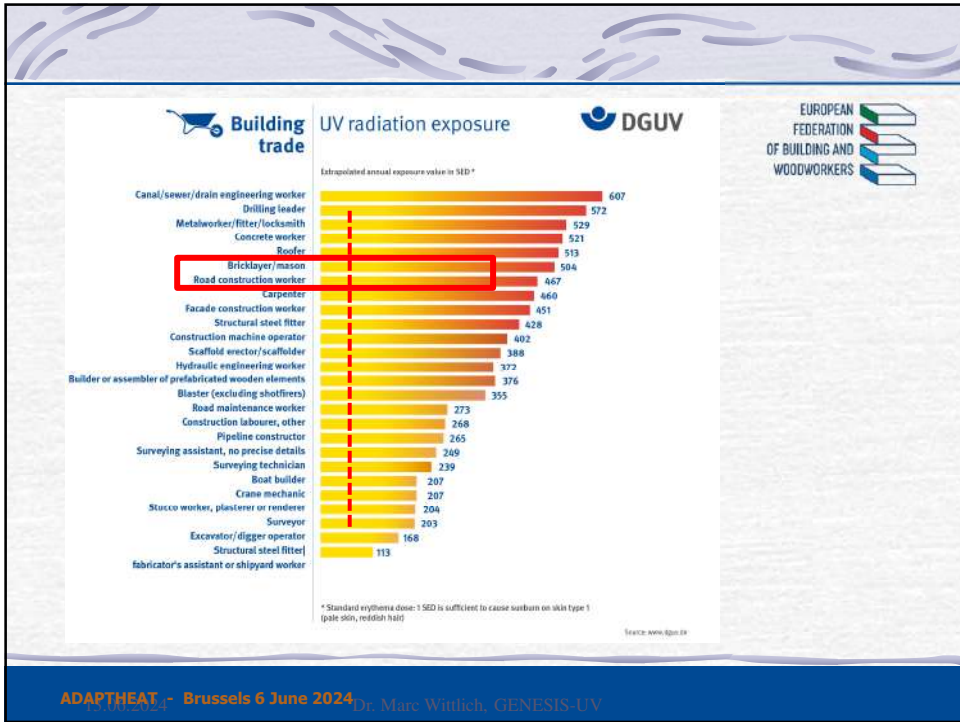 Building trade
UV radiation exposure
DGUV
EUROPEAN
FEDERATION
OF BUILDING AND
WOODWORKERS
Extrapolated annual exposure value in SED *
Canal/sewer/drain engineering worker 607
Drilling leader 572
Metalworker/fitter/locksmith 529
Concrete worker 521
Roofer 513
Bricklayer/mason 504
Road construction worker 467
Carpenter 460
Facade construction worker 451
Structural steel fitter 428
Construction machine operator 402
Scaffold erector/scaffolder 388
Hydraulic engineering worker 372
Builder or assembler of prefabricated wooden elements 376
Blaster (excluding shotfirers) 355
Road maintenance worker 273
Construction labourer, other 268
Pipeline constructor 265
Surveying assistant, no precise details 249
Surveying technician 239
Boat builder 207
Crane mechanic 207
Stucco worker, plasterer or renderer 204
Surveyor 203
Excavator/digger operator 168
Structural steel fitter| 113
fabricator's assistant or shipyard worker
* Standard erythema dose: 1 SED is sufficient to cause sunburn on skin type 1
(pale skin, reddish hair)
Source: www.dguv.de
ADAPTHEAT - Brussels 6 June 2024
13.06.2024 Dr. Marc Wittlich, GENESIS-UV